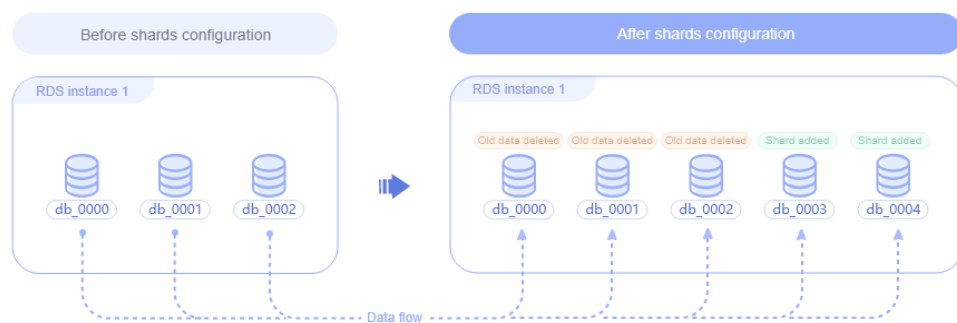 Before shards configuration
After shards configuration
RDS instance 1
RDS instance 1
Old data deleted
Old data deleted
Old data deleted
Shard added
Shard added
db_0000
db_0001
db_0002
db_0000
db_0001
db_0002
db_0003
db_0004
Data flow